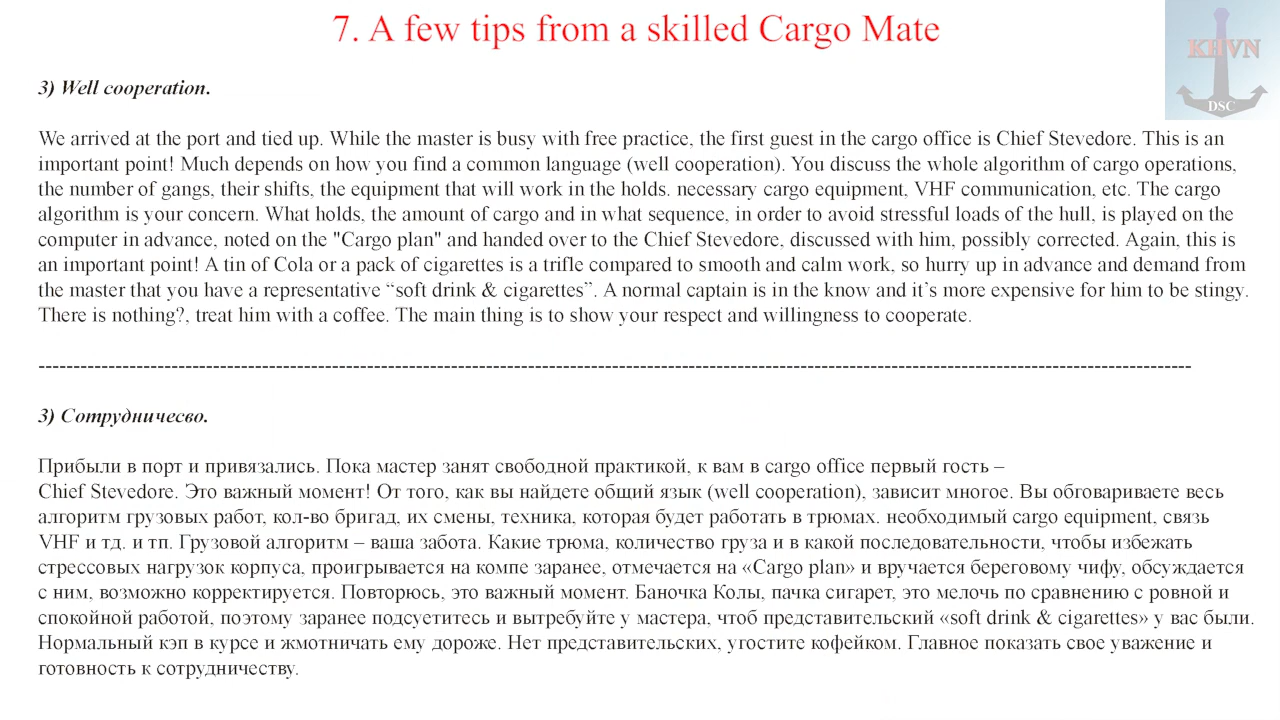 7. A few tips from a skilled Cargo Mate
KHVN
DSC
3) Well cooperation.
We arrived at the port and tied up. While the master is busy with free practice, the first guest in the cargo office is Chief Stevedore. This is an
important point! Much depends on how you find a common language (well cooperation). You discuss the whole algorithm of cargo operations,
the number of gangs, their shifts, the equipment that will work in the holds. necessary cargo equipment, VHF communication, etc. The cargo
algorithm is your concern. What holds, the amount of cargo and in what sequence, in order to avoid stressful loads of the hull, is played on the
computer in advance, noted on the "Cargo plan" and handed over to the Chief Stevedore, discussed with him, possibly corrected. Again, this is
an important point! A tin of Cola or a pack of cigarettes is a trifle compared to smooth and calm work, so hurry up in advance and demand from
the master that you have a representative “soft drink & cigarettes”. A normal captain is in the know and it’s more expensive for him to be stingy.
There is nothing?, treat him with a coffee. The main thing is to show your respect and willingness to cooperate.
---------------------------------------------------------------------------------------------------------------------------------------------------------------------
3) Сотрудничесво.
Прибыли в порт и привязались. Пока мастер занят свободной практикой, к вам в cargo office первый гость –
Chief Stevedore. Это важный момент! От того, как вы найдете общий язык (well cooperation), зависит многое. Вы обговариваете весь
алгоритм грузовых работ, кол-во бригад, их смены, техника, которая будет работать в трюмах. необходимый cargo equipment, связь
VHF и тд. и тп. Грузовой алгоритм – ваша забота. Какие трюма, количество груза и в какой последовательности, чтобы избежать
стрессовых нагрузок корпуса, проигрывается на компе заранее, отмечается на «Cargo plan» и вручается береговому чифу, обсуждается
с ним, возможно корректируется. Повторюсь, это важный момент. Баночка Колы, пачка сигарет, это мелочь по сравнению с ровной и
спокойной работой, поэтому заранее подсуетитесь и вытребуйте у мастера, чтоб представительский «soft drink & cigarettes» у вас были.
Нормальный кэп в курсе и жмотничать ему дороже. Нет представительских, угостите кофейком. Главное показать свое уважение и
готовность к сотрудничеству.